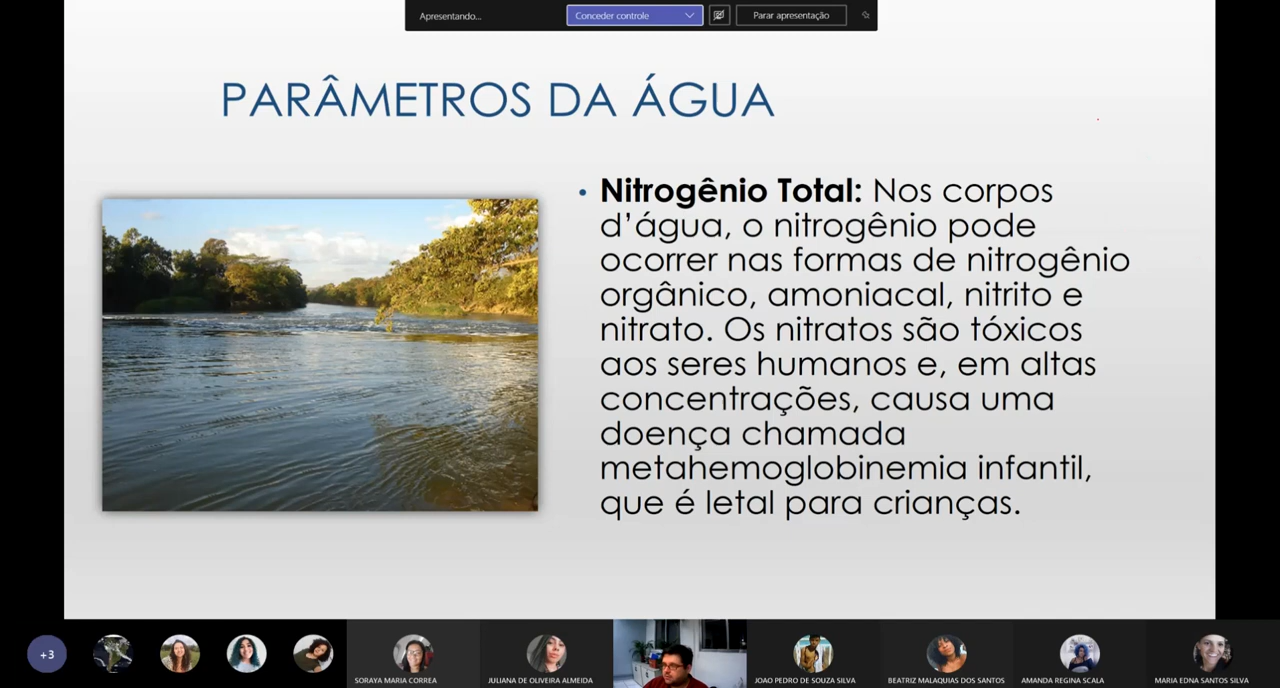 Apresentando...
Conceder controle
Parar apresentação
PARÂMETROS DA ÁGUA
• Nitrogênio Total: Nos corpos
d’água, o nitrogênio pode
ocorrer nas formas de nitrogênio
orgânico, amoniacal, nitrito e
nitrato. Os nitratos são tóxicos
aos seres humanos e, em altas
concentrações, causa uma
doença chamada
metahemoglobinemia infantil,
que é letal para crianças.
+3
SORAYA MARIA CORREA
JULIANA DE OLIVEIRA ALMEIDA
JOAO PEDRO DE SOUZA SILVA
BEATRIZ MALAQUIAS DOS SANTOS
AMANDA REGINA SCALA
MARIA EDNA SANTOS SILVA